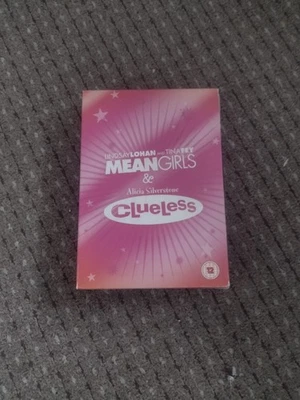 LINDSAY LOHAN AND TINA FEY
MEAN GIRLS
&
Alicia Silverstone
CLUELESS
12